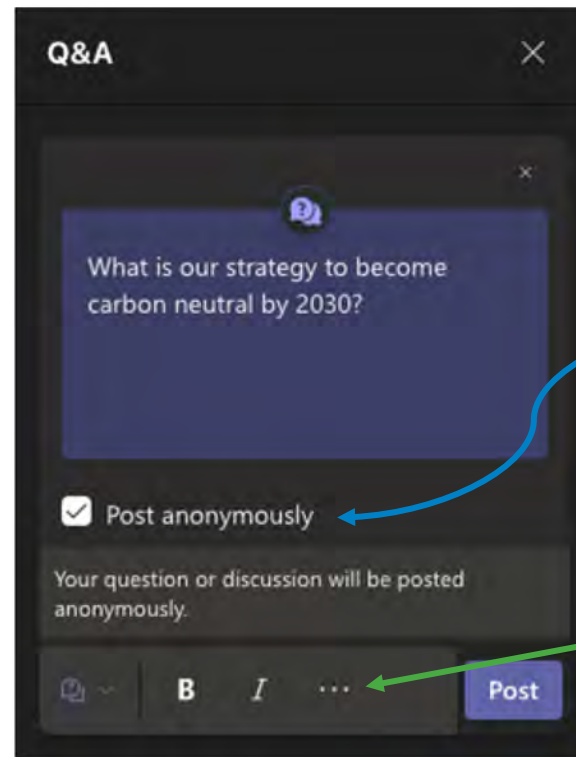 Q&A
What is our strategy to become
carbon neutral by 2030?
Post anonymously
Your question or discussion will be posted
anonymously.
B I ... Post